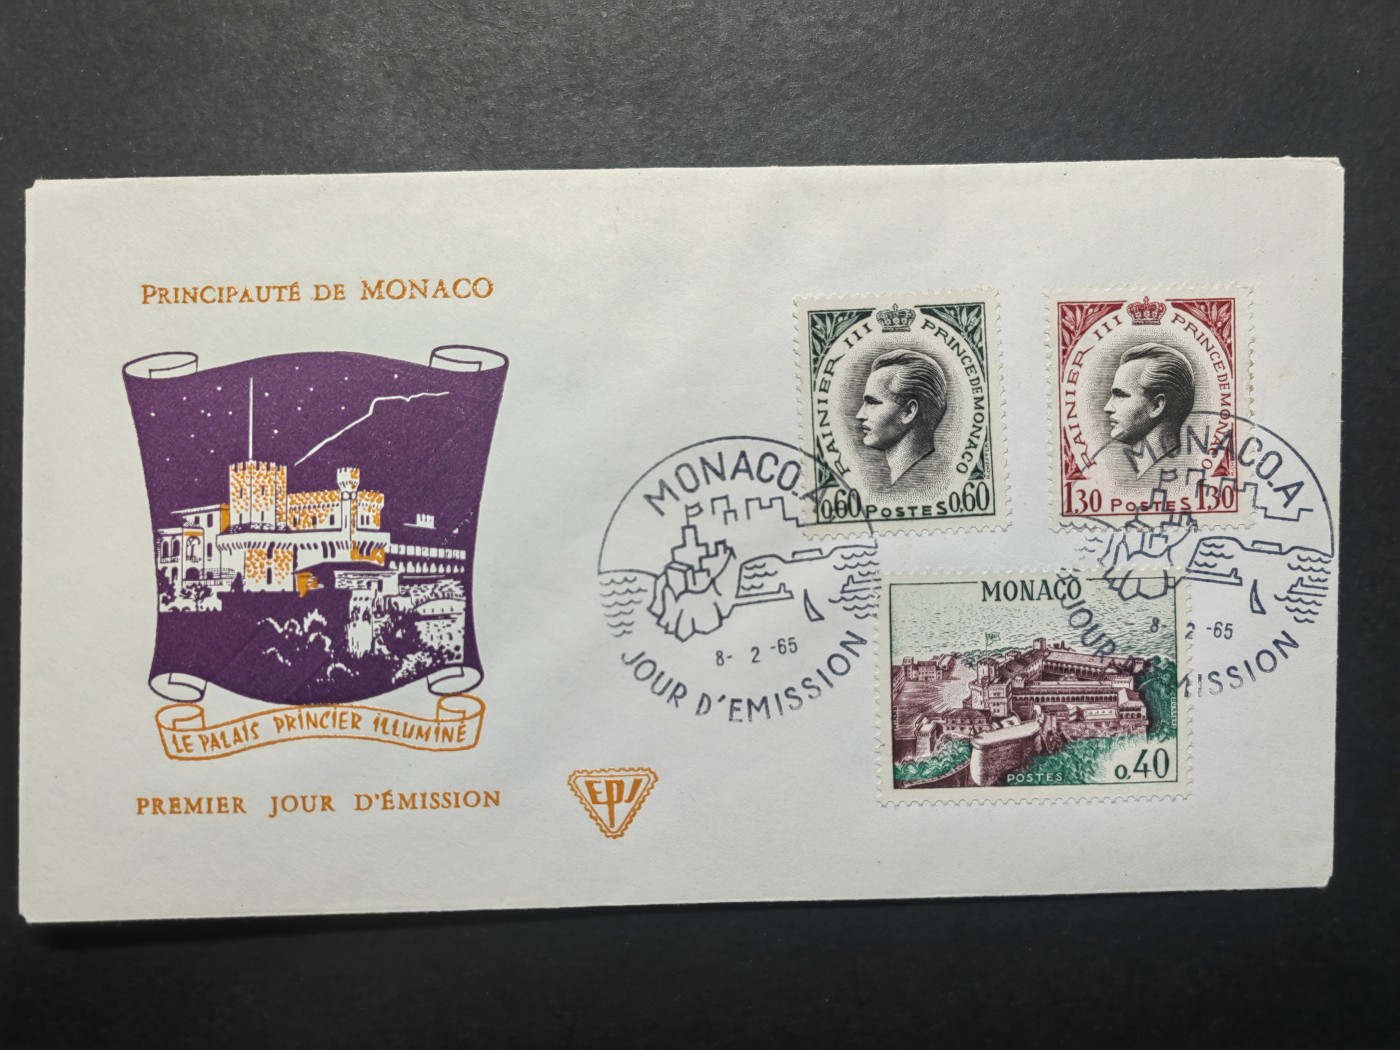 PRINCIPAUTÉ DE MONACO
LE PALAIS PRINCIER ILLUMINÉ
PREMIER JOUR D'ÉMISSION
EPJ
RAINIER III PRINCE DE MONACO
0,60 POSTES 0,60
RAINIER III PRINCE DE MONACO
1,30 POSTES 1,30
MONACO.A
8- 2 -65
JOUR D'EMISSION
MONACO.A
8- 2 -65
JOUR D'EMISSION
MONACO
POSTES
0,40